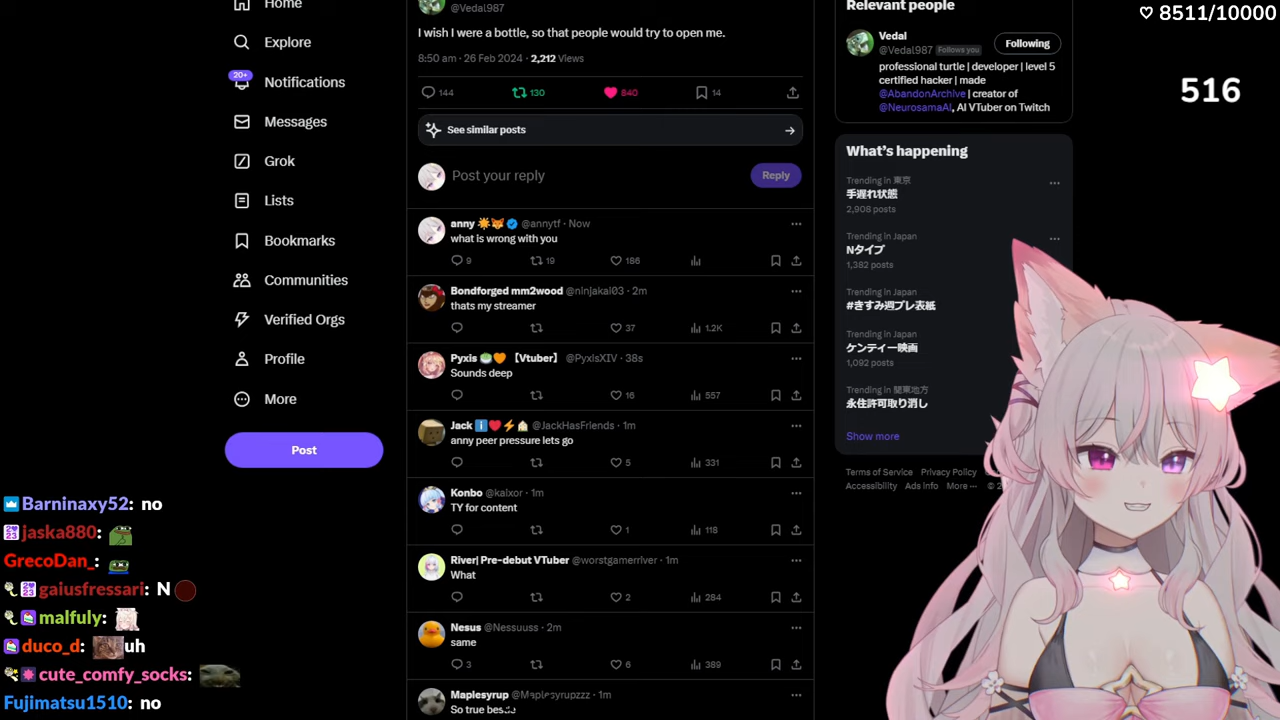 Home
Explore
20+
Notifications
Messages
Grok
Lists
Bookmarks
Communities
Verified Orgs
Profile
More
Post
Barninaxy52: no
jaska880:
GrecoDan_:
gaiusfressari: N
malfuly:
duco_d: uh
cute_comfy_socks:
Fujimatsu1510: no
@Vedal987
I wish I were a bottle, so that people would try to open me.
8:50 am · 26 Feb 2024 · 2,212 Views
144 130 840 14
See similar posts
Post your reply
Reply
anny @annytf · Now
what is wrong with you
9 19 186
Bondforged mm2wood @ninjakal03 · 2m
thats my streamer
37 1.2K
Pyxis 【Vtuber】 @PyxisXIV · 38s
Sounds deep
16 557
Jack @JackHasFriends · 1m
anny peer pressure lets go
5 331
Konbo @kaixor · 1m
TY for content
1 118
River| Pre-debut VTuber @worstgamerriver · 1m
What
2 284
Nesus @Nessuuss · 2m
same
3 6 389
Maplesyrup @Maplesyrupzzz · 1m
So true bestie
Relevant people
Vedal
@Vedal987 Follows you
Following
professional turtle | developer | level 5
certified hacker | made
@AbandonArchive | creator of
@NeurosamaAI, AI VTuber on Twitch
What's happening
Trending in 東京
手遅れ状態
2,908 posts
Trending in Japan
Nタイプ
1,382 posts
Trending in Japan
#きすみ週プレ表紙
Trending in Japan
ケンティー映画
1,092 posts
Trending in 関東地方
永住許可取り消し
Show more
Terms of Service Privacy Policy
Accessibility Ads info More ··· ©
♡ 8511/10000
516